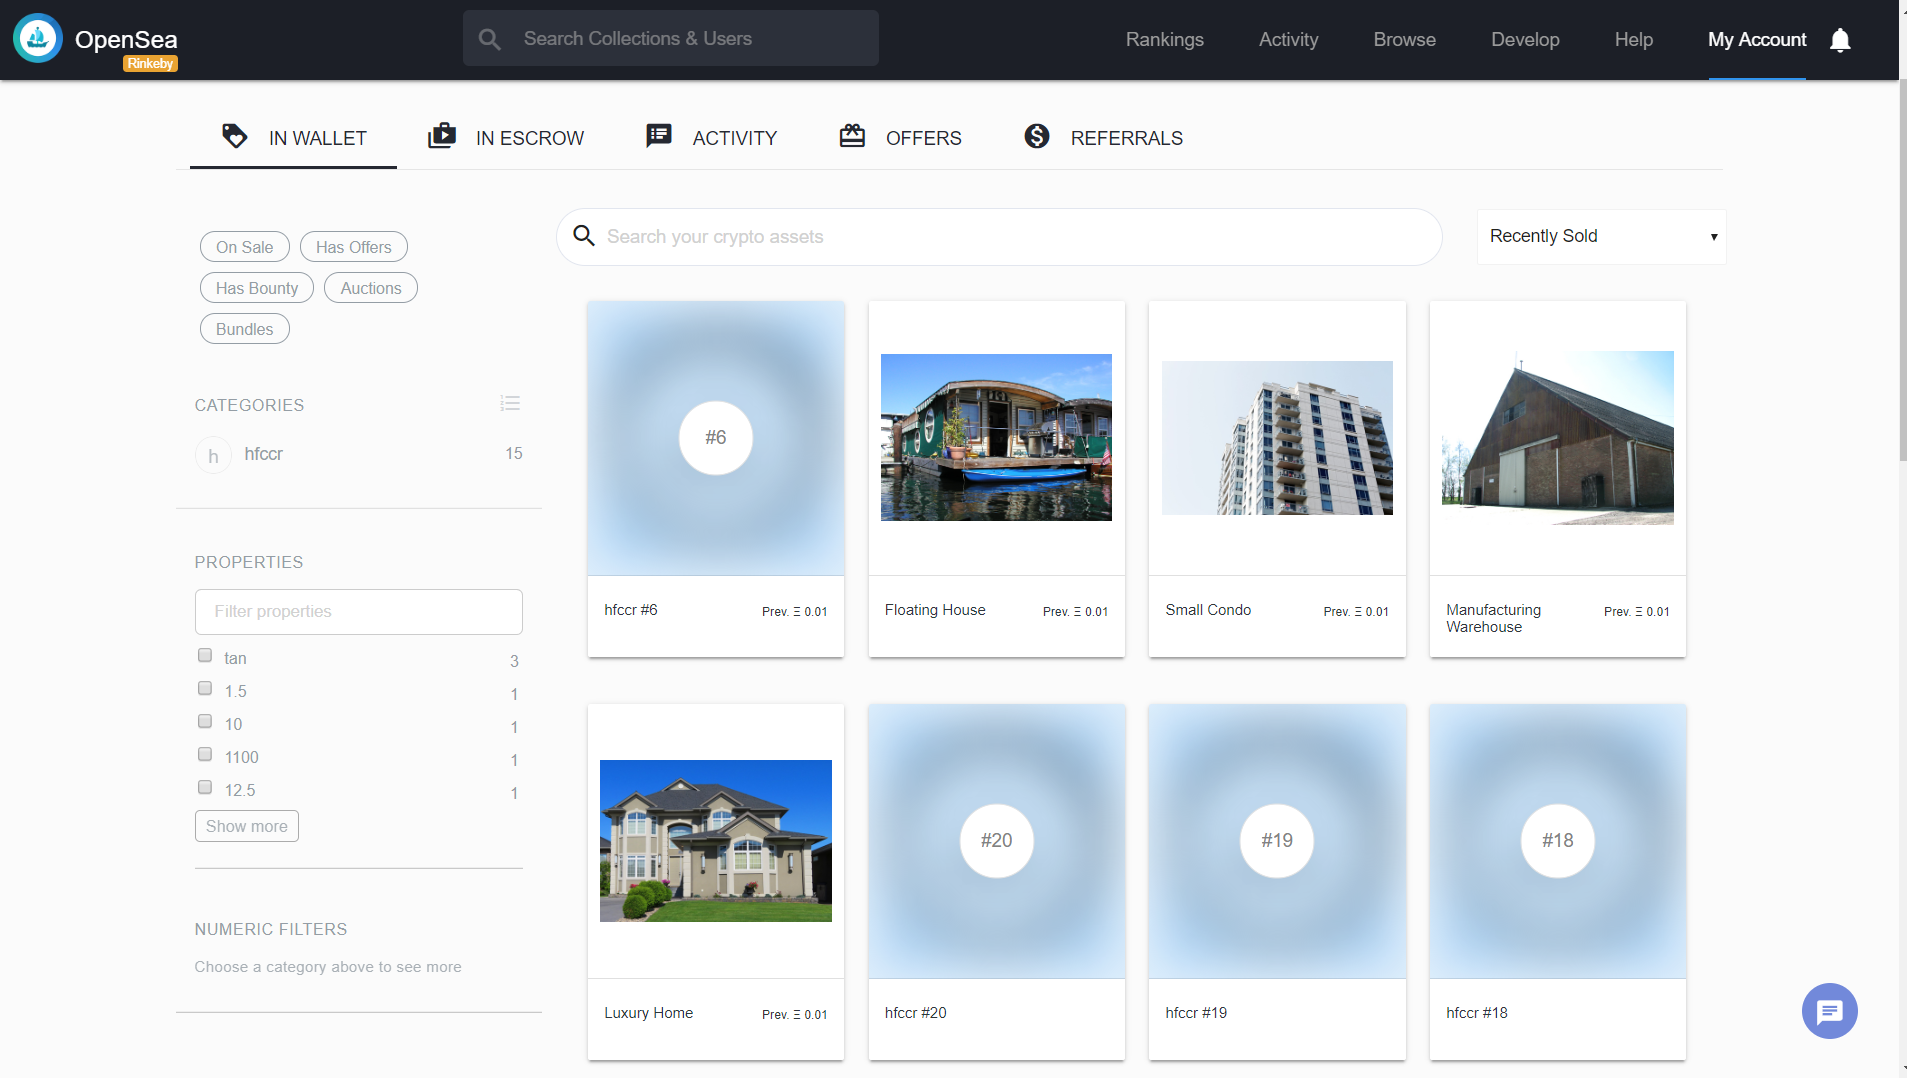 OpenSea
Rinkeby
Search Collections & Users
Rankings
Activity
Browse
Develop
Help
My Account
IN WALLET
IN ESCROW
ACTIVITY
OFFERS
REFERRALS
On Sale
Has Offers
Has Bounty
Auctions
Bundles
Search your crypto assets
Recently Sold
CATEGORIES
h hfccr 15
PROPERTIES
Filter properties
tan 3
1.5 1
10 1
1100 1
12.5 1
Show more
NUMERIC FILTERS
Choose a category above to see more
#6
hfccr #6 Prev. Ξ 0.01
Floating House Prev. Ξ 0.01
Small Condo Prev. Ξ 0.01
Manufacturing Prev. Ξ 0.01
Warehouse
Luxury Home Prev. Ξ 0.01
#20
hfccr #20
#19
hfccr #19
#18
hfccr #18